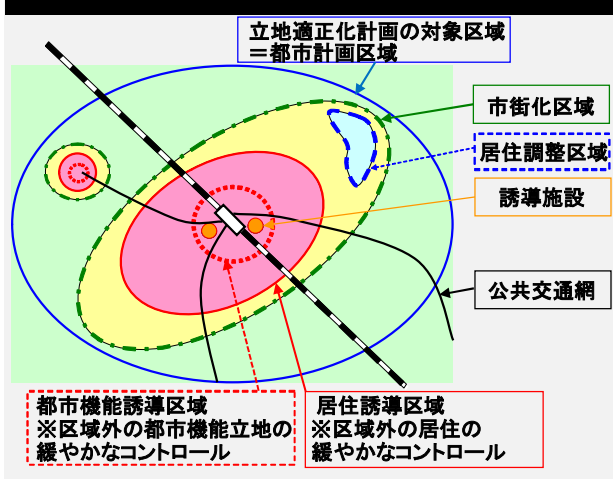 立地適正化計画の対象区域
＝都市計画区域
市街化区域
居住調整区域
誘導施設
公共交通網
都市機能誘導区域
※区域外の都市機能立地の
緩やかなコントロール
居住誘導区域
※区域外の居住の
緩やかなコントロール